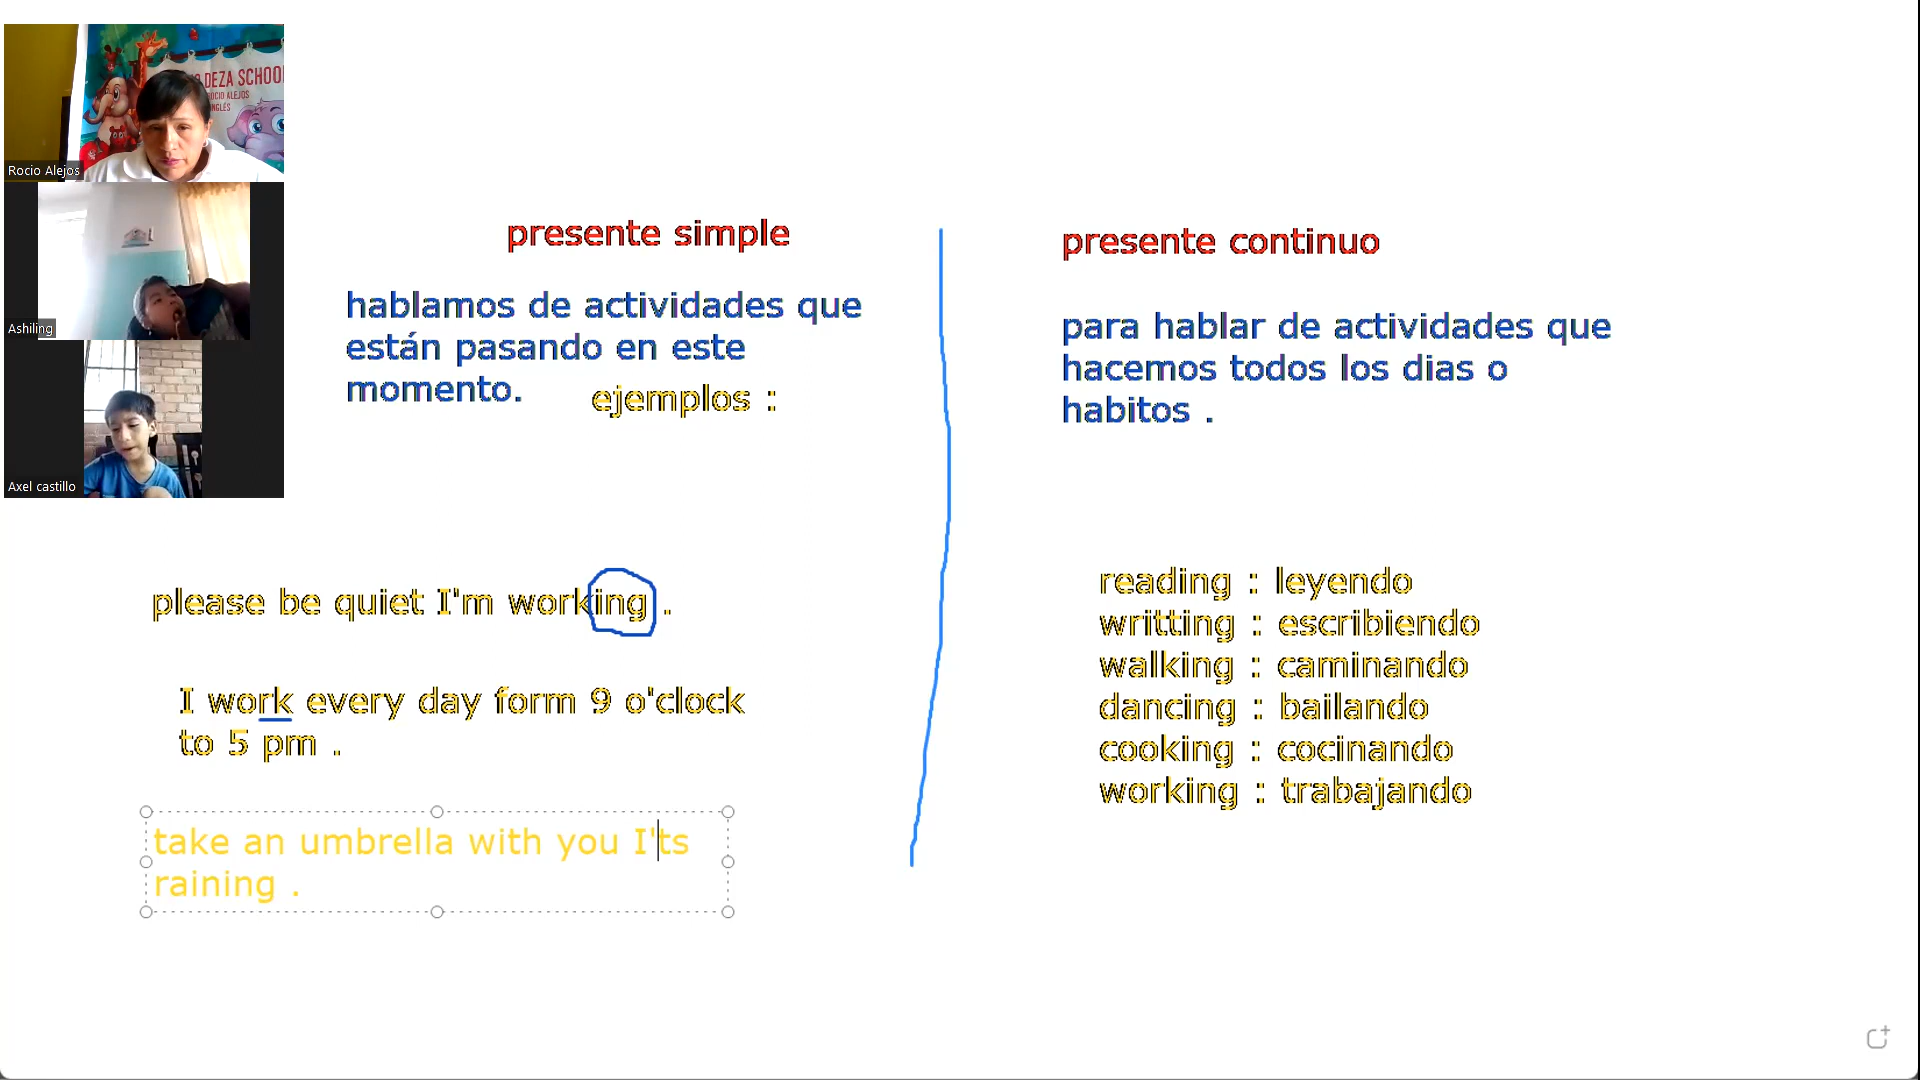 DEZA SCHOOL
ROCIO ALEJOS
INGLÉS
Rocio Alejos
Ashiling
Axel castillo
presente simple
hablamos de actividades que
están pasando en este
momento.
ejemplos :
please be quiet I'm working .
I work every day form 9 o'clock
to 5 pm .
take an umbrella with you I'ts
raining .
presente continuo
para hablar de actividades que
hacemos todos los dias o
habitos .
reading : leyendo
writting : escribiendo
walking : caminando
dancing : bailando
cooking : cocinando
working : trabajando